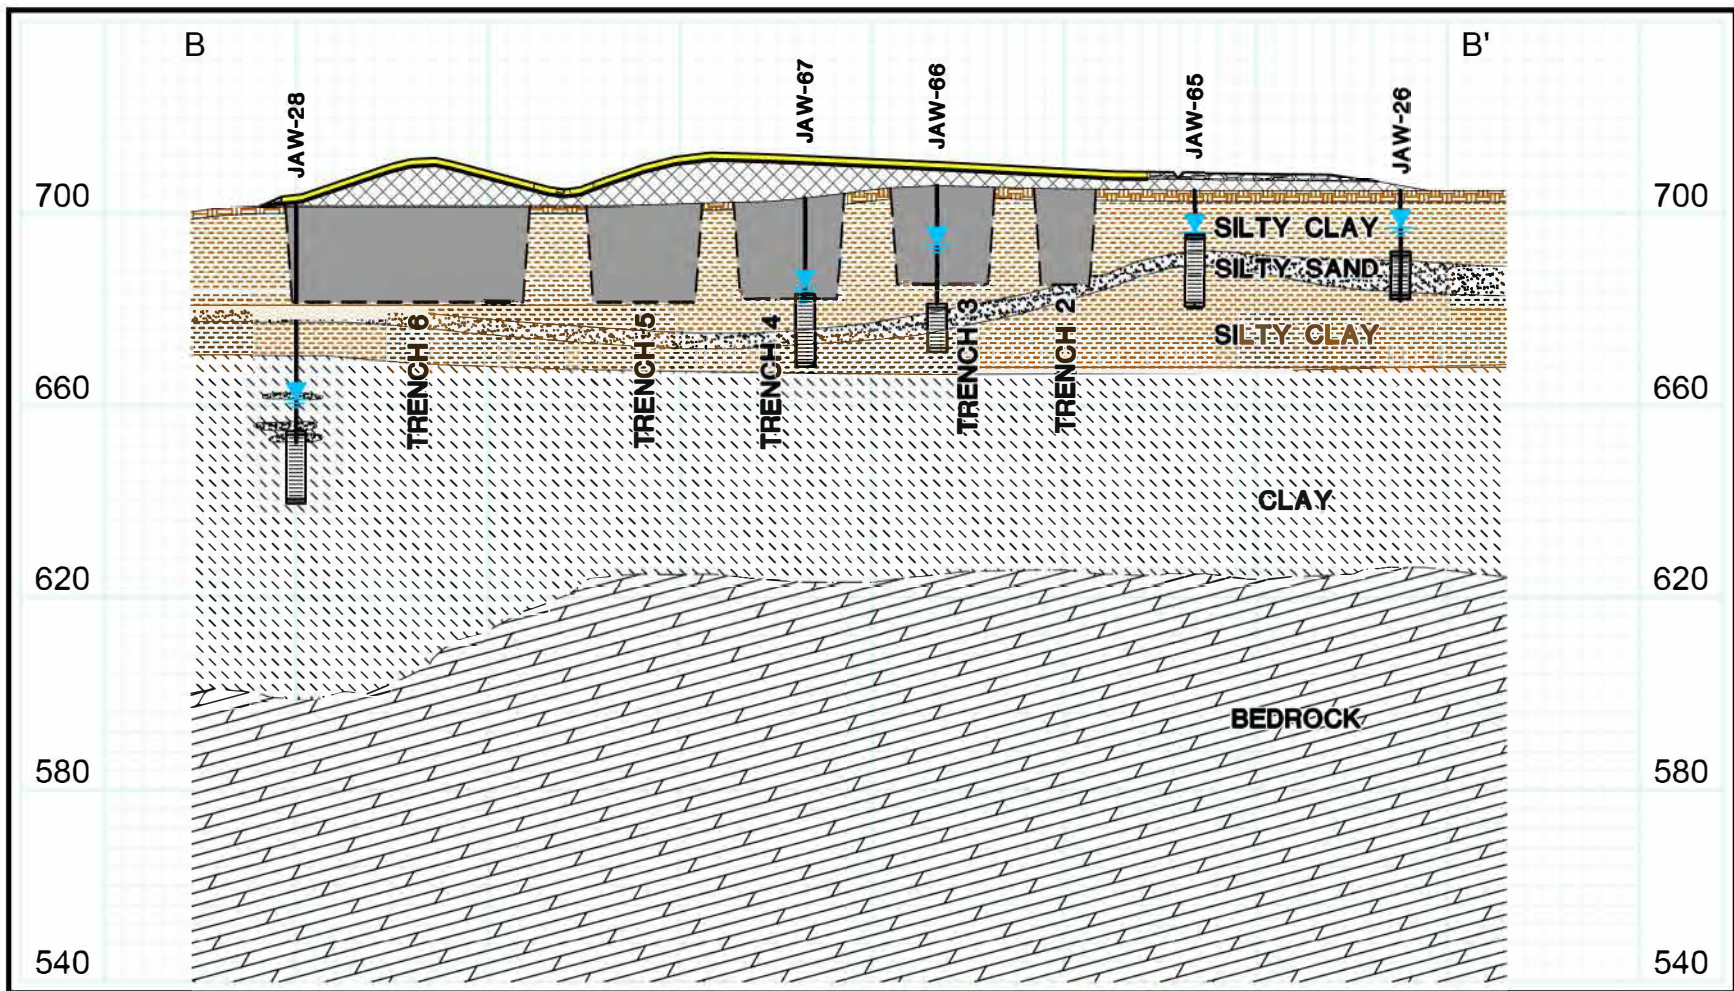 B
B'
JAW-28
JAW-67
JAW-66
JAW-65
JAW-26
700
700
SILTY CLAY
SILTY SAND
TRENCH 6
TRENCH 5
TRENCH 4
TRENCH 3
TRENCH 2
SILTY CLAY
660
660
CLAY
620
620
BEDROCK
580
580
540
540